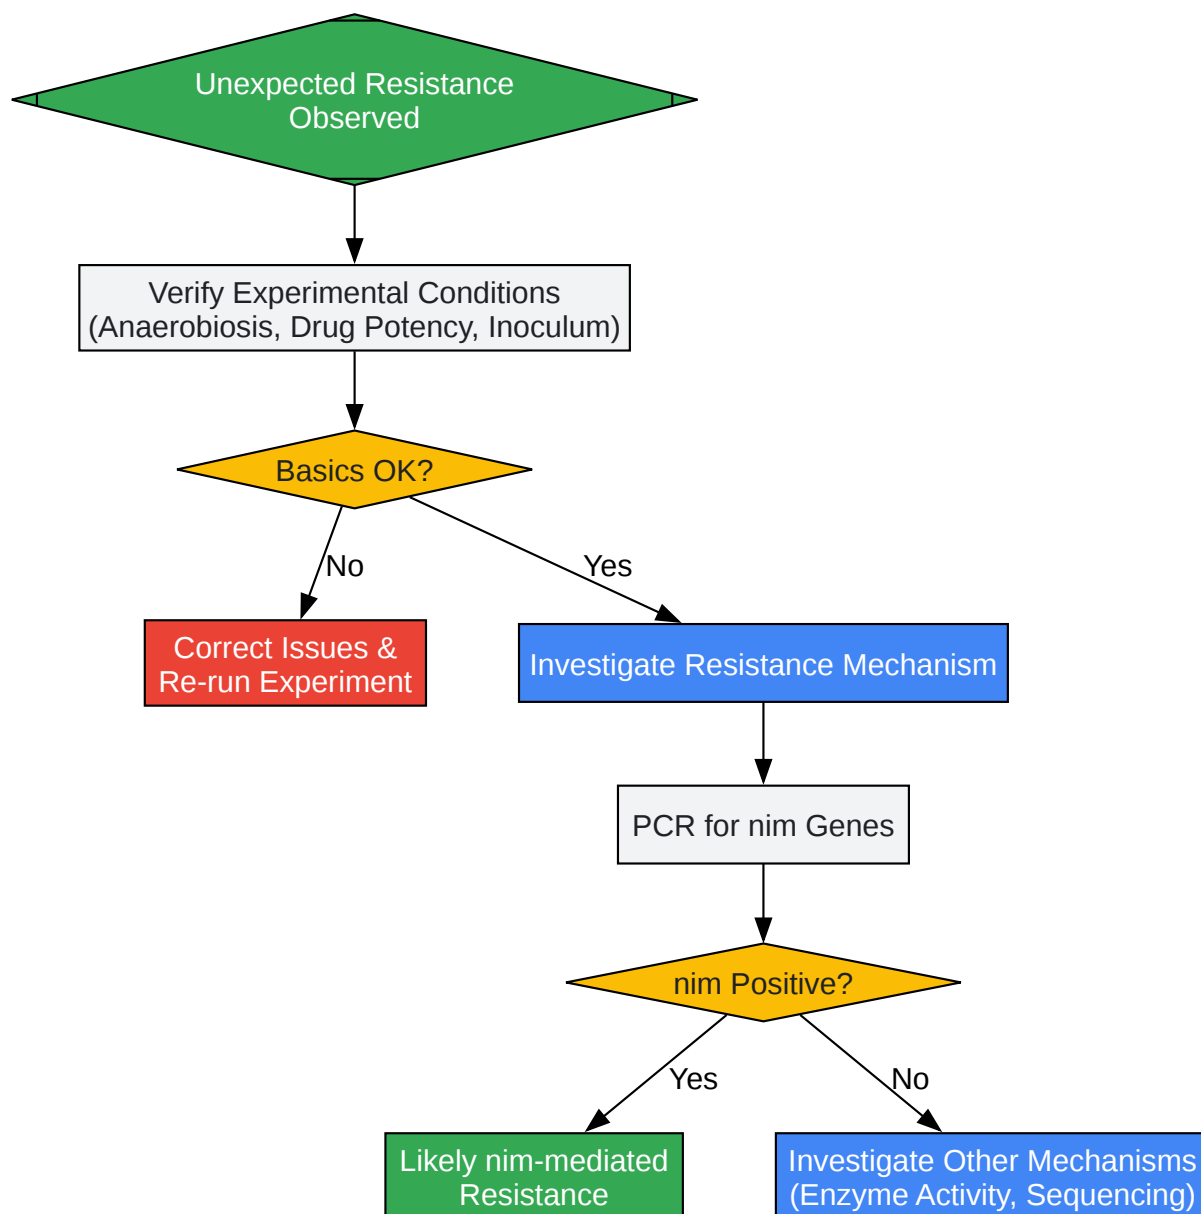 Unexpected Resistance
Observed
Verify Experimental Conditions
(Anaerobiosis, Drug Potency, Inoculum)
Basics OK?
No
Yes
Correct Issues &
Re-run Experiment
Investigate Resistance Mechanism
PCR for nim Genes
nim Positive?
Yes
No
Likely nim-mediated
Resistance
Investigate Other Mechanisms
(Enzyme Activity, Sequencing)